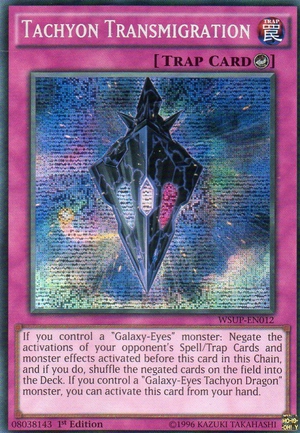 TACHYON TRANSMIGRATION
TRAP
罠
[TRAP CARD]
WSUP-EN012
If you control a "Galaxy-Eyes" monster: Negate the
activations of your opponent's Spell/Trap Cards and
monster effects activated before this card in this Chain,
and if you do, shuffle the negated cards on the field into
the Deck. If you control a "Galaxy-Eyes Tachyon Dragon"
monster, you can activate this card from your hand.
08038143
1st Edition
©1996 KAZUKI TAKAHASHI